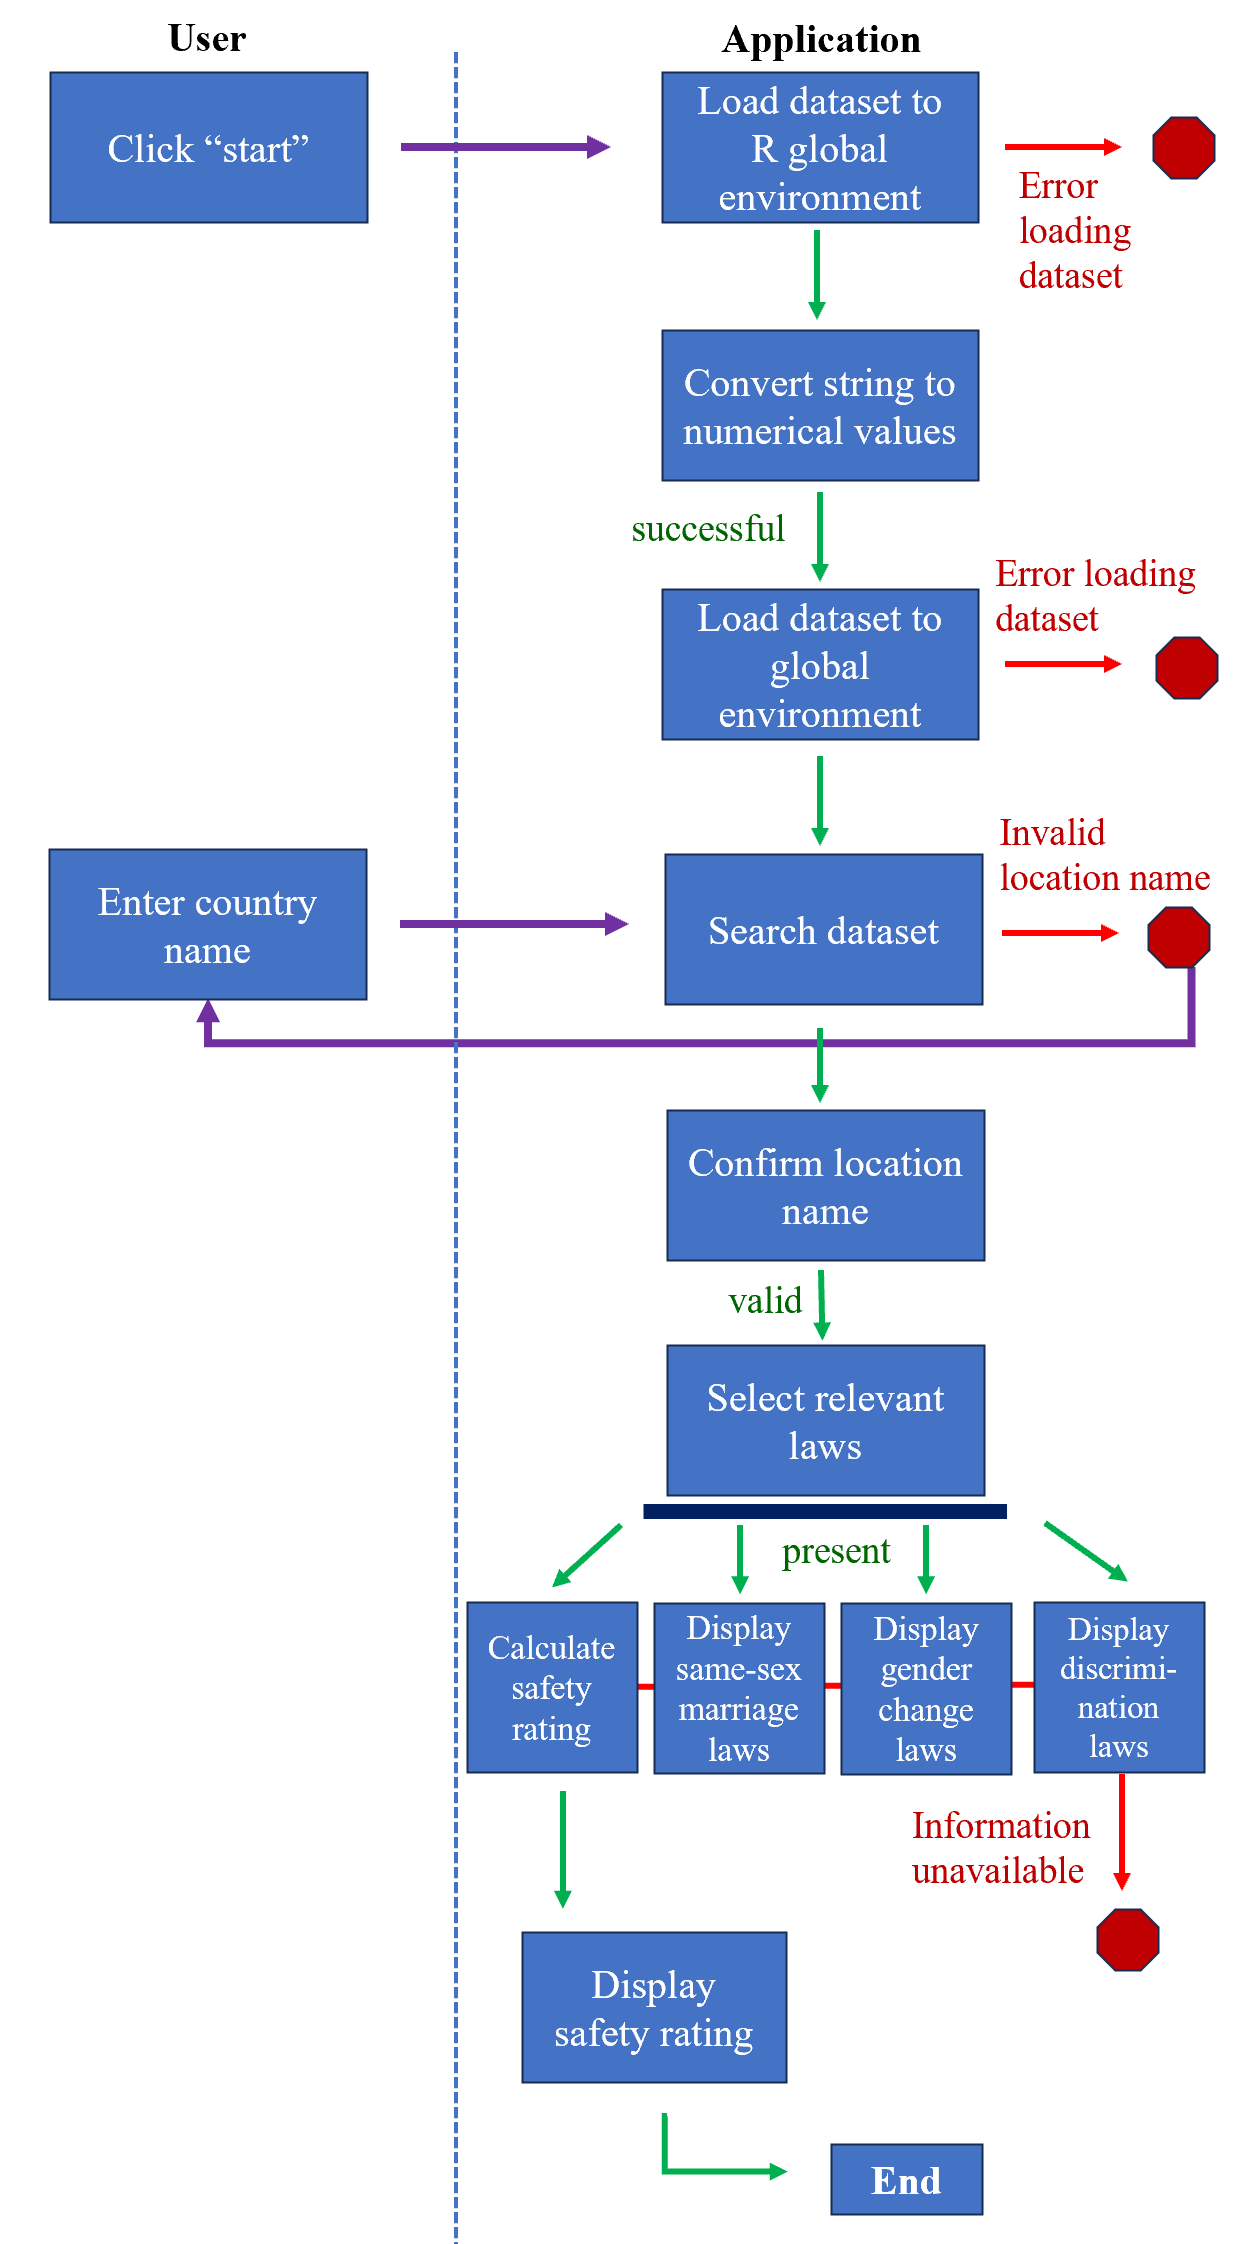 User
Application
Click “start”
Load dataset to
R global
environment
Error
loading
dataset
Convert string to
numerical values
successful
Error loading
dataset
Load dataset to
global
environment
Invalid
location name
Enter country
name
Search dataset
Confirm location
name
valid
Select relevant
laws
present
Calculate
safety
rating
Display
same-sex
marriage
laws
Display
gender
change
laws
Display
discrimi-
nation
laws
Information
unavailable
Display
safety rating
End